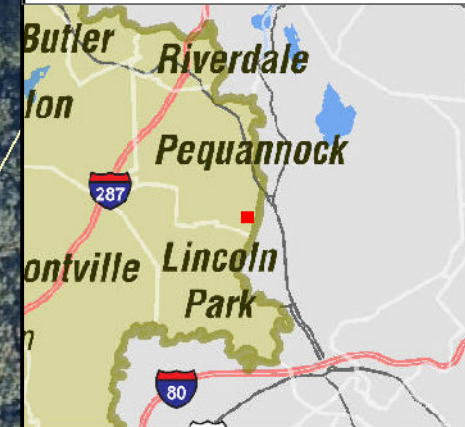 Butler
Riverdale
lon
Pequannock
287
ontville
Lincoln
Park
n
80